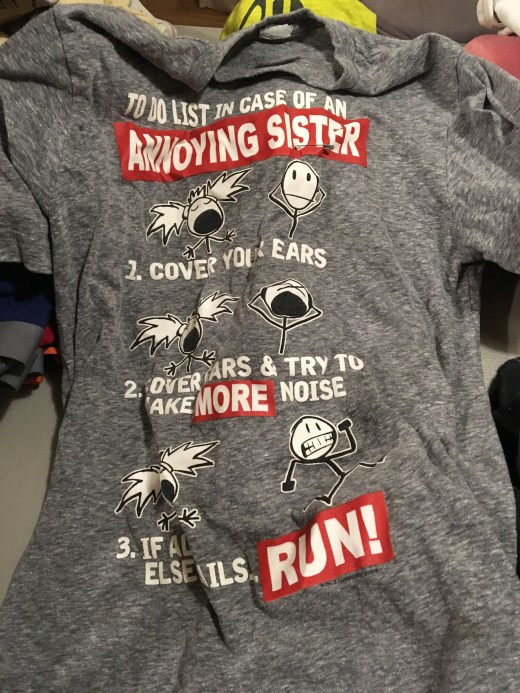 TO DO LIST IN CASE OF AN
ANNOYING SISTER
1. COVER YOUR EARS
2. COVER EARS & TRY TO
MAKE MORE NOISE
3. IF ALL
ELSE FAILS.. RUN!